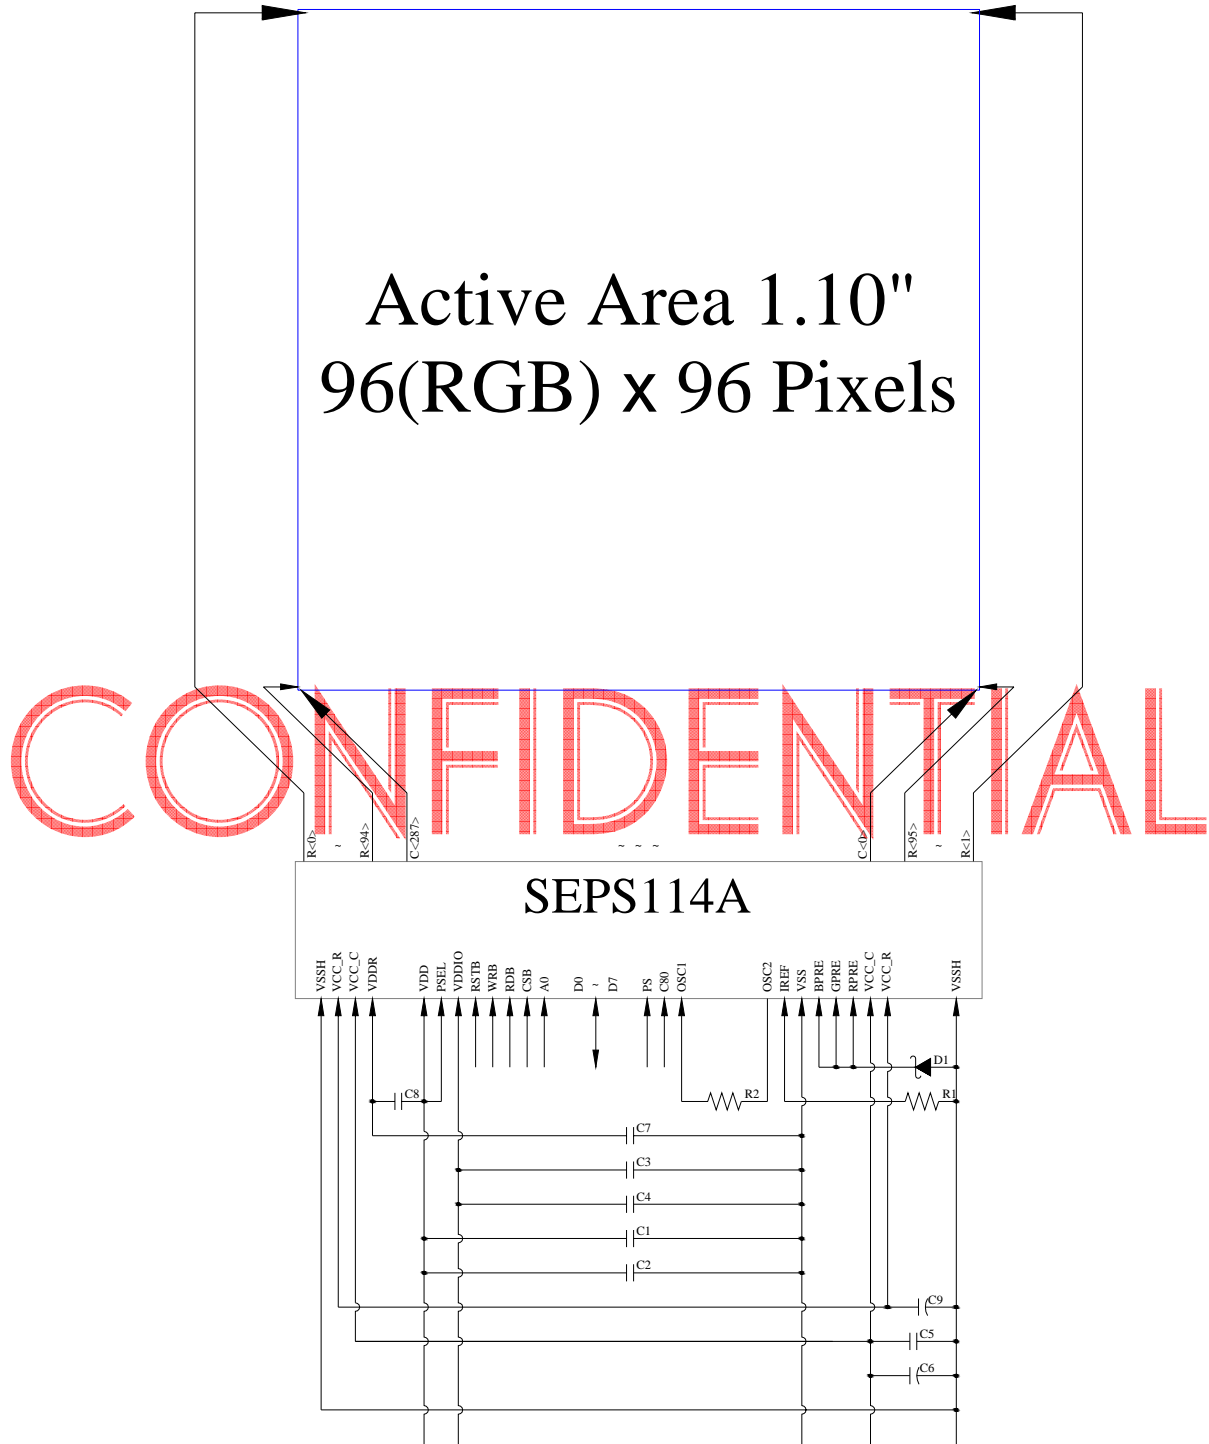 Active Area 1.10"
96(RGB) x 96 Pixels
CONFIDENTIAL
R<0> ~ R<94> C<287> ~ ~ ~ C<0> R<95> ~ R<1>
SEPS114A
VSSH VCC_R VCC_C VDDR VDD PSEL VDDIO RSTB WRB RDB CSB A0 D0 ~ D7 PS C80 OSC1 OSC2 IREF VSS BPRE GPRE RPRE VCC_C VCC_R VSSH
D1
C8 R2 R1
C7
C3
C4
C1
C2
C9
C5
C6